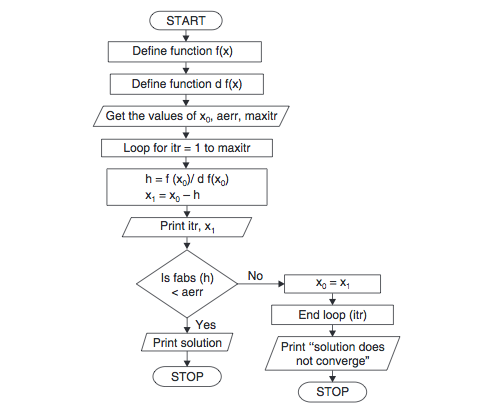 START
Define function f(x)
Define function d f(x)
Get the values of x₀, aerr, maxitr
Loop for itr = 1 to maxitr
h = f (x₀)/ d f(x₀)
x₁ = x₀ – h
Print itr, x₁
Is fabs (h)
< aerr
No
x₀ = x₁
End loop (itr)
Print “solution does
not converge”
STOP
Yes
Print solution
STOP